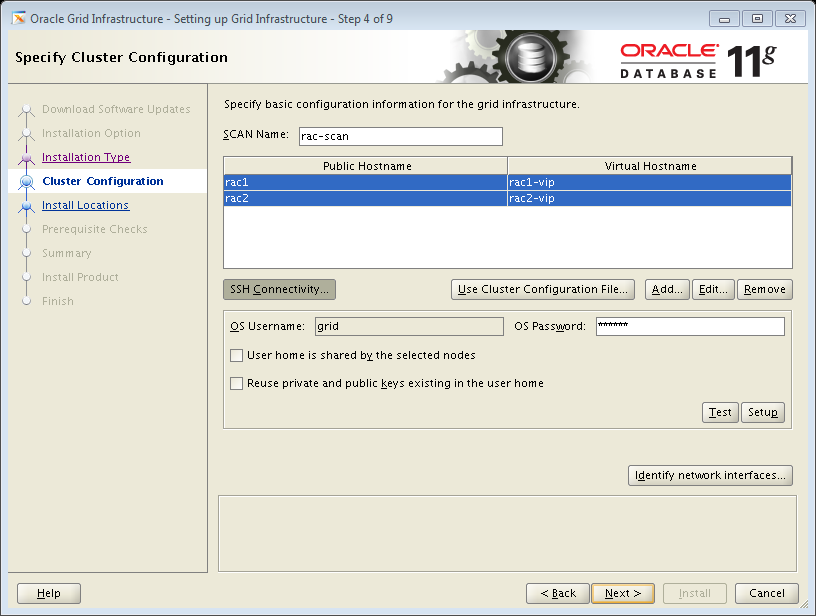 Oracle Grid Infrastructure - Setting up Grid Infrastructure - Step 4 of 9
Specify Cluster Configuration
ORACLE
DATABASE 11g
Download Software Updates
Installation Option
Installation Type
Cluster Configuration
Install Locations
Prerequisite Checks
Summary
Install Product
Finish
Specify basic configuration information for the grid infrastructure.
SCAN Name: rac-scan
Public Hostname Virtual Hostname
rac1 rac1-vip
rac2 rac2-vip
SSH Connectivity... Use Cluster Configuration File... Add... Edit... Remove
OS Username: grid OS Password: ******
User home is shared by the selected nodes
Reuse private and public keys existing in the user home
Test Setup
Identify network interfaces...
Help < Back Next > Install Cancel